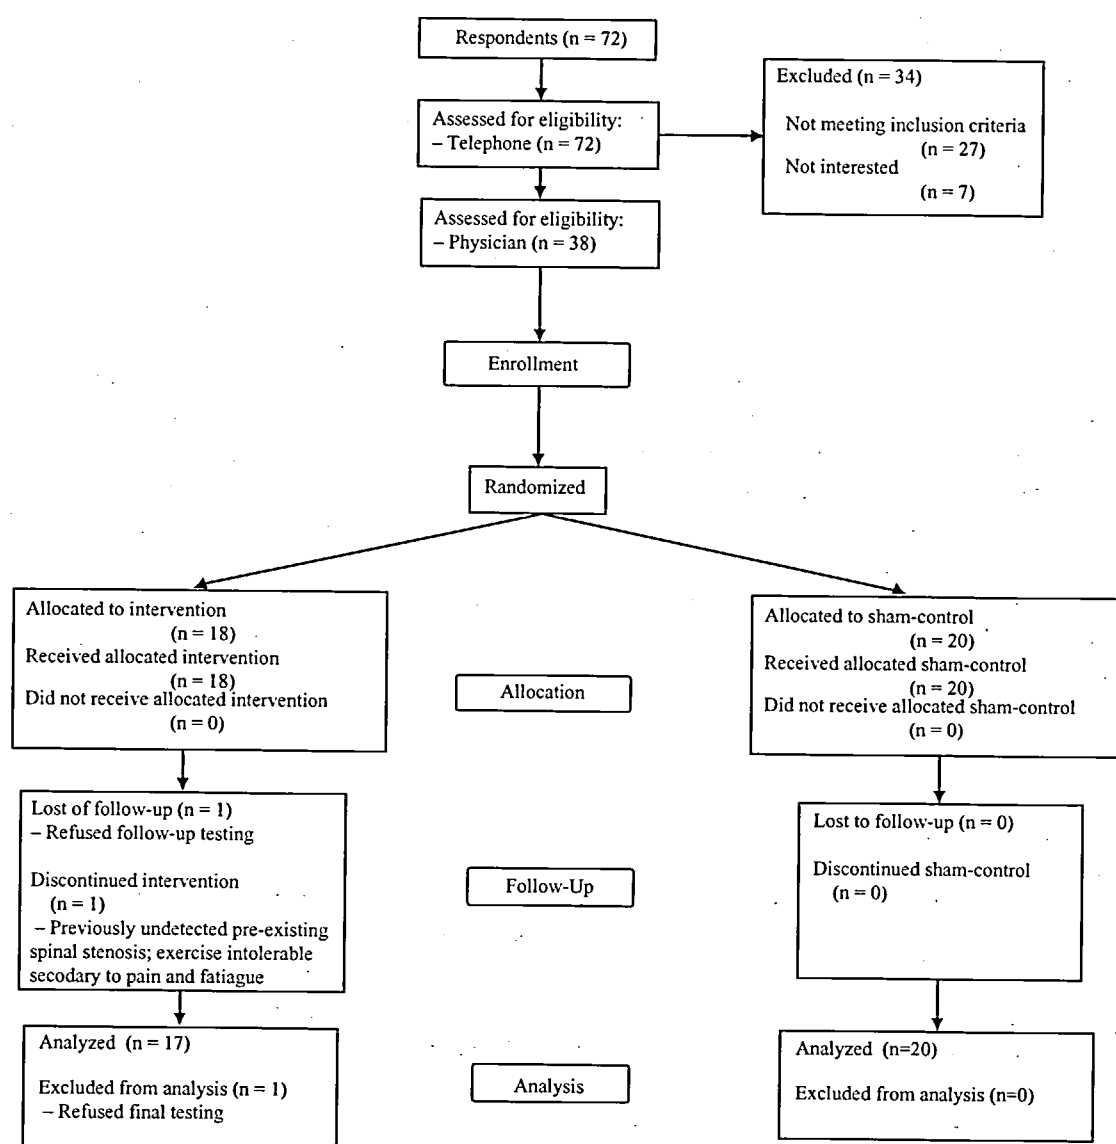 Respondents (n = 72)
Excluded (n = 34)
Not meeting inclusion criteria
(n = 27)
Not interested
(n = 7)
Assessed for eligibility:
– Telephone (n = 72)
Assessed for eligibility:
– Physician (n = 38)
Enrollment
Randomized
Allocated to intervention
(n = 18)
Received allocated intervention
(n = 18)
Did not receive allocated intervention
(n = 0)
Allocation
Allocated to sham-control
(n = 20)
Received allocated sham-control
(n = 20)
Did not receive allocated sham-control
(n = 0)
Lost of follow-up (n = 1)
– Refused follow-up testing
Discontinued intervention
(n = 1)
– Previously undetected pre-existing
spinal stenosis; exercise intolerable
secodary to pain and fatiague
Follow-Up
Lost to follow-up (n = 0)
Discontinued sham-control
(n = 0)
Analyzed (n = 17)
Excluded from analysis (n = 1)
– Refused final testing
Analysis
Analyzed (n=20)
Excluded from analysis (n=0)